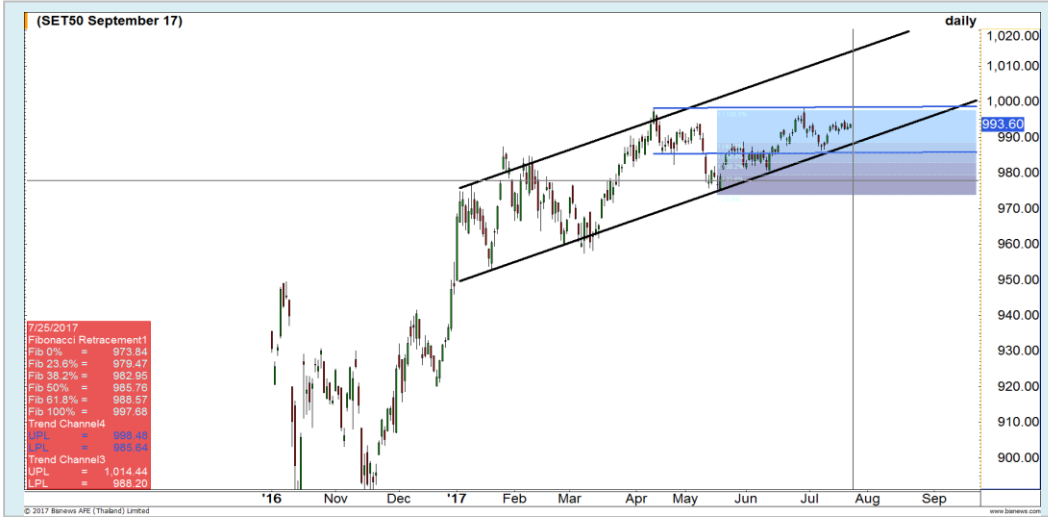 (SET50 September 17) daily
1,020.00
1,010.00
1,000.00
993.60
990.00
980.00
970.00
960.00
950.00
940.00
930.00
920.00
910.00
900.00
7/25/2017
Fibonacci Retracement1
Fib 0% = 973.84
Fib 23.6% = 979.47
Fib 38.2% = 982.95
Fib 50% = 985.76
Fib 61.8% = 988.57
Fib 100% = 997.68
Trend Channel4
UPL = 998.48
LPL = 985.64
Trend Channel3
UPL = 1,014.44
LPL = 988.20
'16 Nov Dec '17 Feb Mar Apr May Jun Jul Aug Sep
© 2017 Bisnews AFE (Thailand) Limited www.bisnews.com